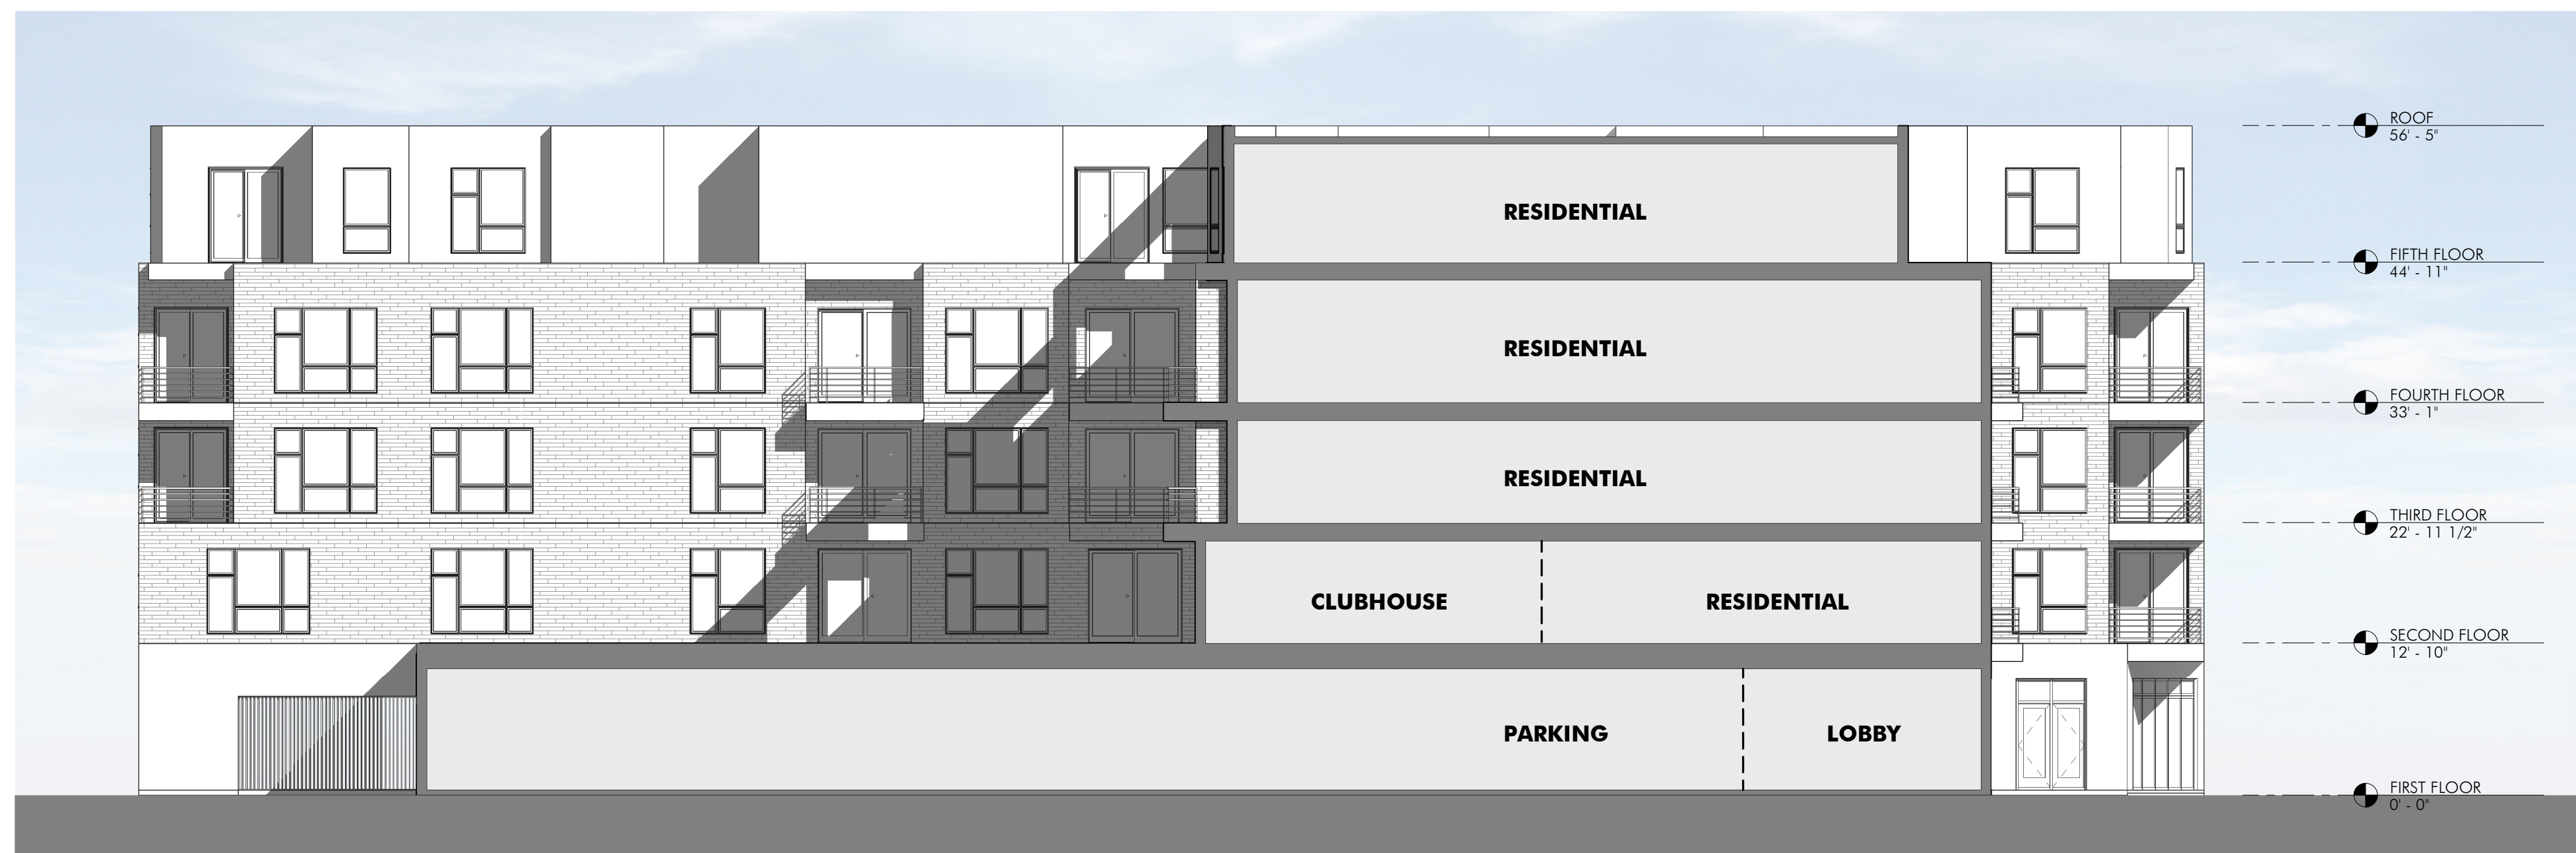 ROOF
56' - 5"
RESIDENTIAL
FIFTH FLOOR
44' - 11"
RESIDENTIAL
FOURTH FLOOR
33' - 1"
RESIDENTIAL
THIRD FLOOR
22' - 11 1/2"
CLUBHOUSE RESIDENTIAL
SECOND FLOOR
12' - 10"
PARKING LOBBY
FIRST FLOOR
0' - 0"